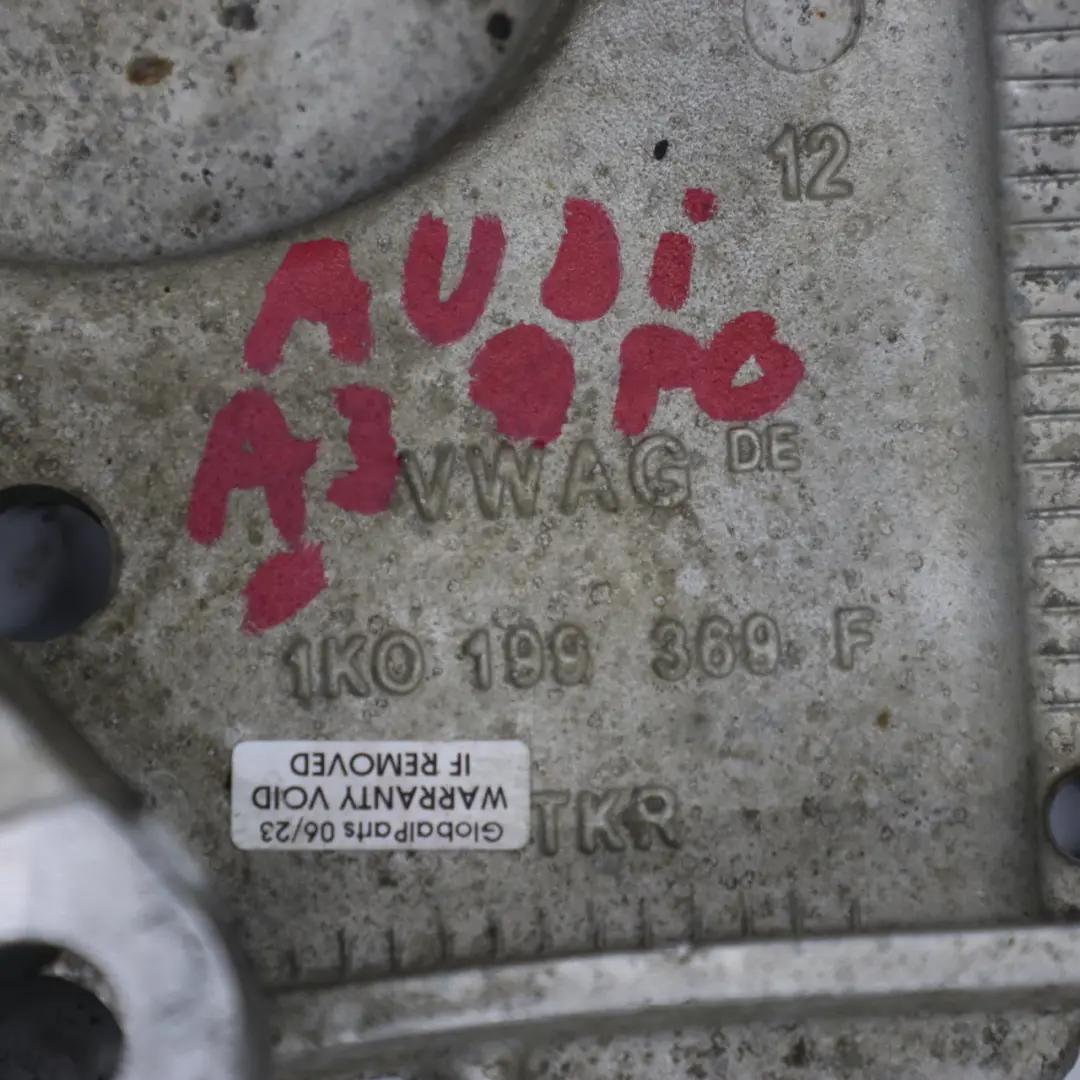 12
AUDi
A3 8P0
VWAG DE
1K0 199 369 F
GlobalParts 06/23
WARRANTY VOID
IF REMOVED
TKR